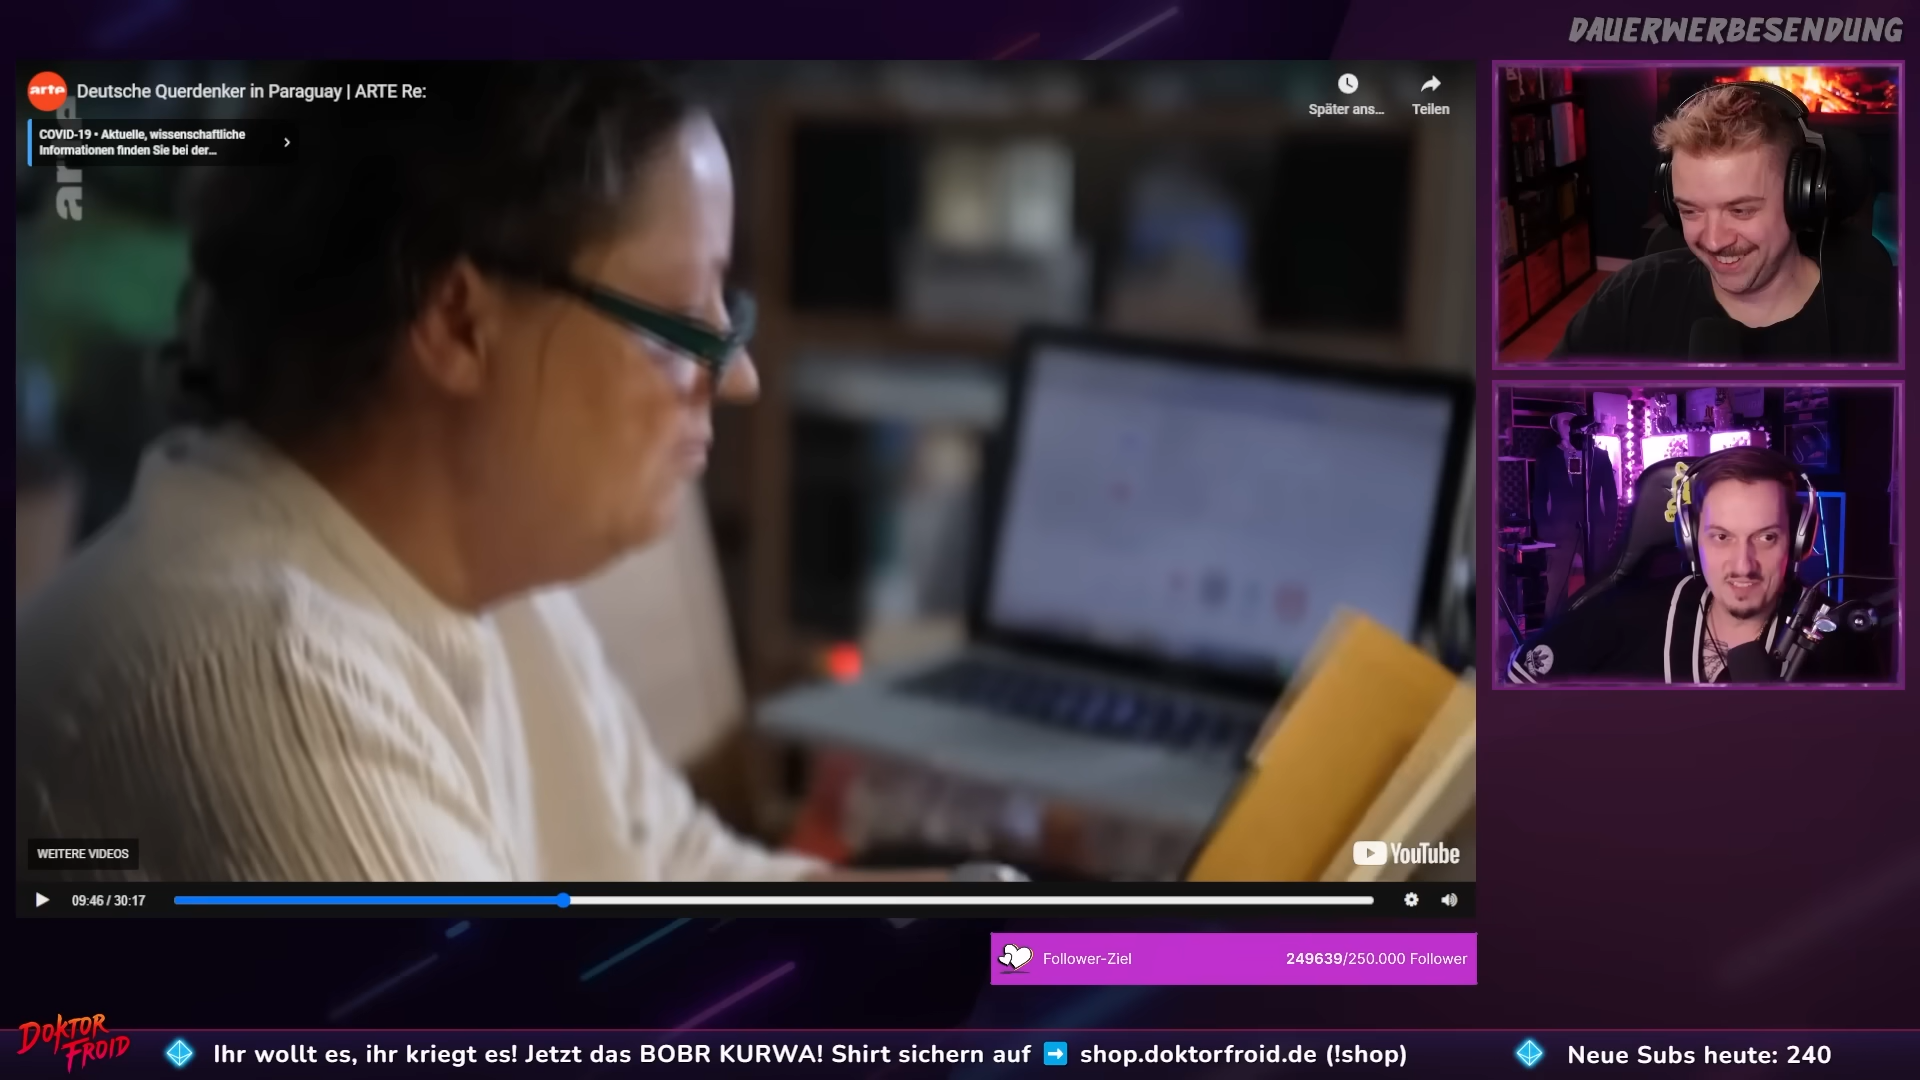 DAUERWERBESENDUNG
arte
Deutsche Querdenker in Paraguay | ARTE Re:
Später ans...
Teilen
COVID-19 • Aktuelle, wissenschaftliche
Informationen finden Sie bei der...
WEITERE VIDEOS
YouTube
09:46 / 30:17
Follower-Ziel
249639/250.000 Follower
DOKTOR
FROID
Ihr wollt es, ihr kriegt es! Jetzt das BOBR KURWA! Shirt sichern auf ➡ shop.doktorfroid.de (!shop)
Neue Subs heute: 240